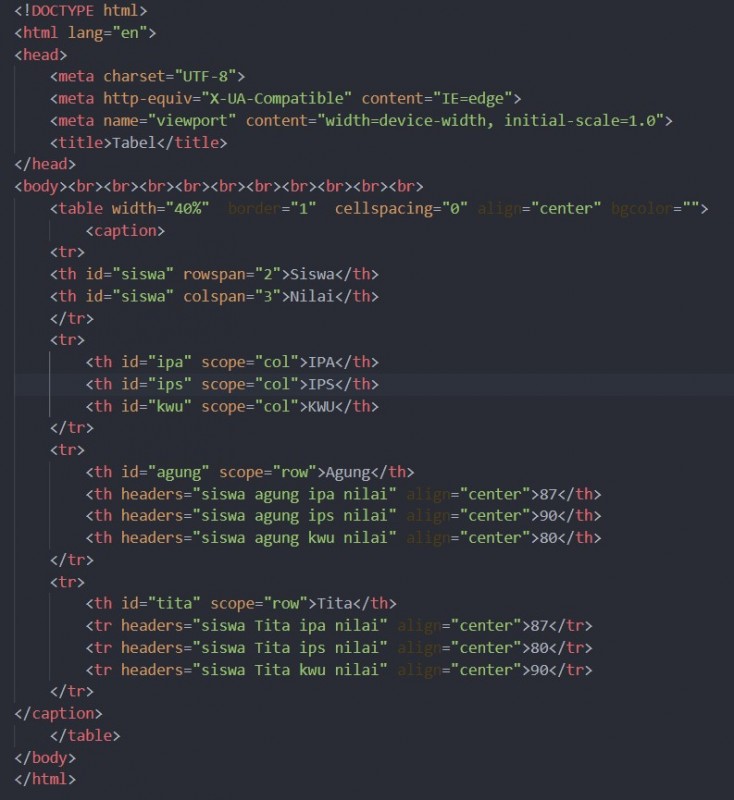 <!DOCTYPE html>
<html lang="en">
<head>
    <meta charset="UTF-8">
    <meta http-equiv="X-UA-Compatible" content="IE=edge">
    <meta name="viewport" content="width=device-width, initial-scale=1.0">
    <title>Tabel</title>
</head>
<body><br><br><br><br><br><br><br><br><br><br>
    <table width="40%"  border="1"  cellspacing="0" align="center" bgcolor="">
        <caption>
    <tr>
    <th id="siswa" rowspan="2">Siswa</th>
    <th id="siswa" colspan="3">Nilai</th>
    </tr>
    <tr>
        <th id="ipa" scope="col">IPA</th>
        <th id="ips" scope="col">IPS</th>
        <th id="kwu" scope="col">KWU</th>
    </tr>
    <tr>
        <th id="agung" scope="row">Agung</th>
        <th headers="siswa agung ipa nilai" align="center">87</th>
        <th headers="siswa agung ips nilai" align="center">90</th>
        <th headers="siswa agung kwu nilai" align="center">80</th>
    </tr>
    <tr>
        <th id="tita" scope="row">Tita</th>
        <tr headers="siswa Tita ipa nilai" align="center">87</tr>
        <tr headers="siswa Tita ips nilai" align="center">80</tr>
        <tr headers="siswa Tita kwu nilai" align="center">90</tr>
    </tr>
</caption>
    </table>
</body>
</html>